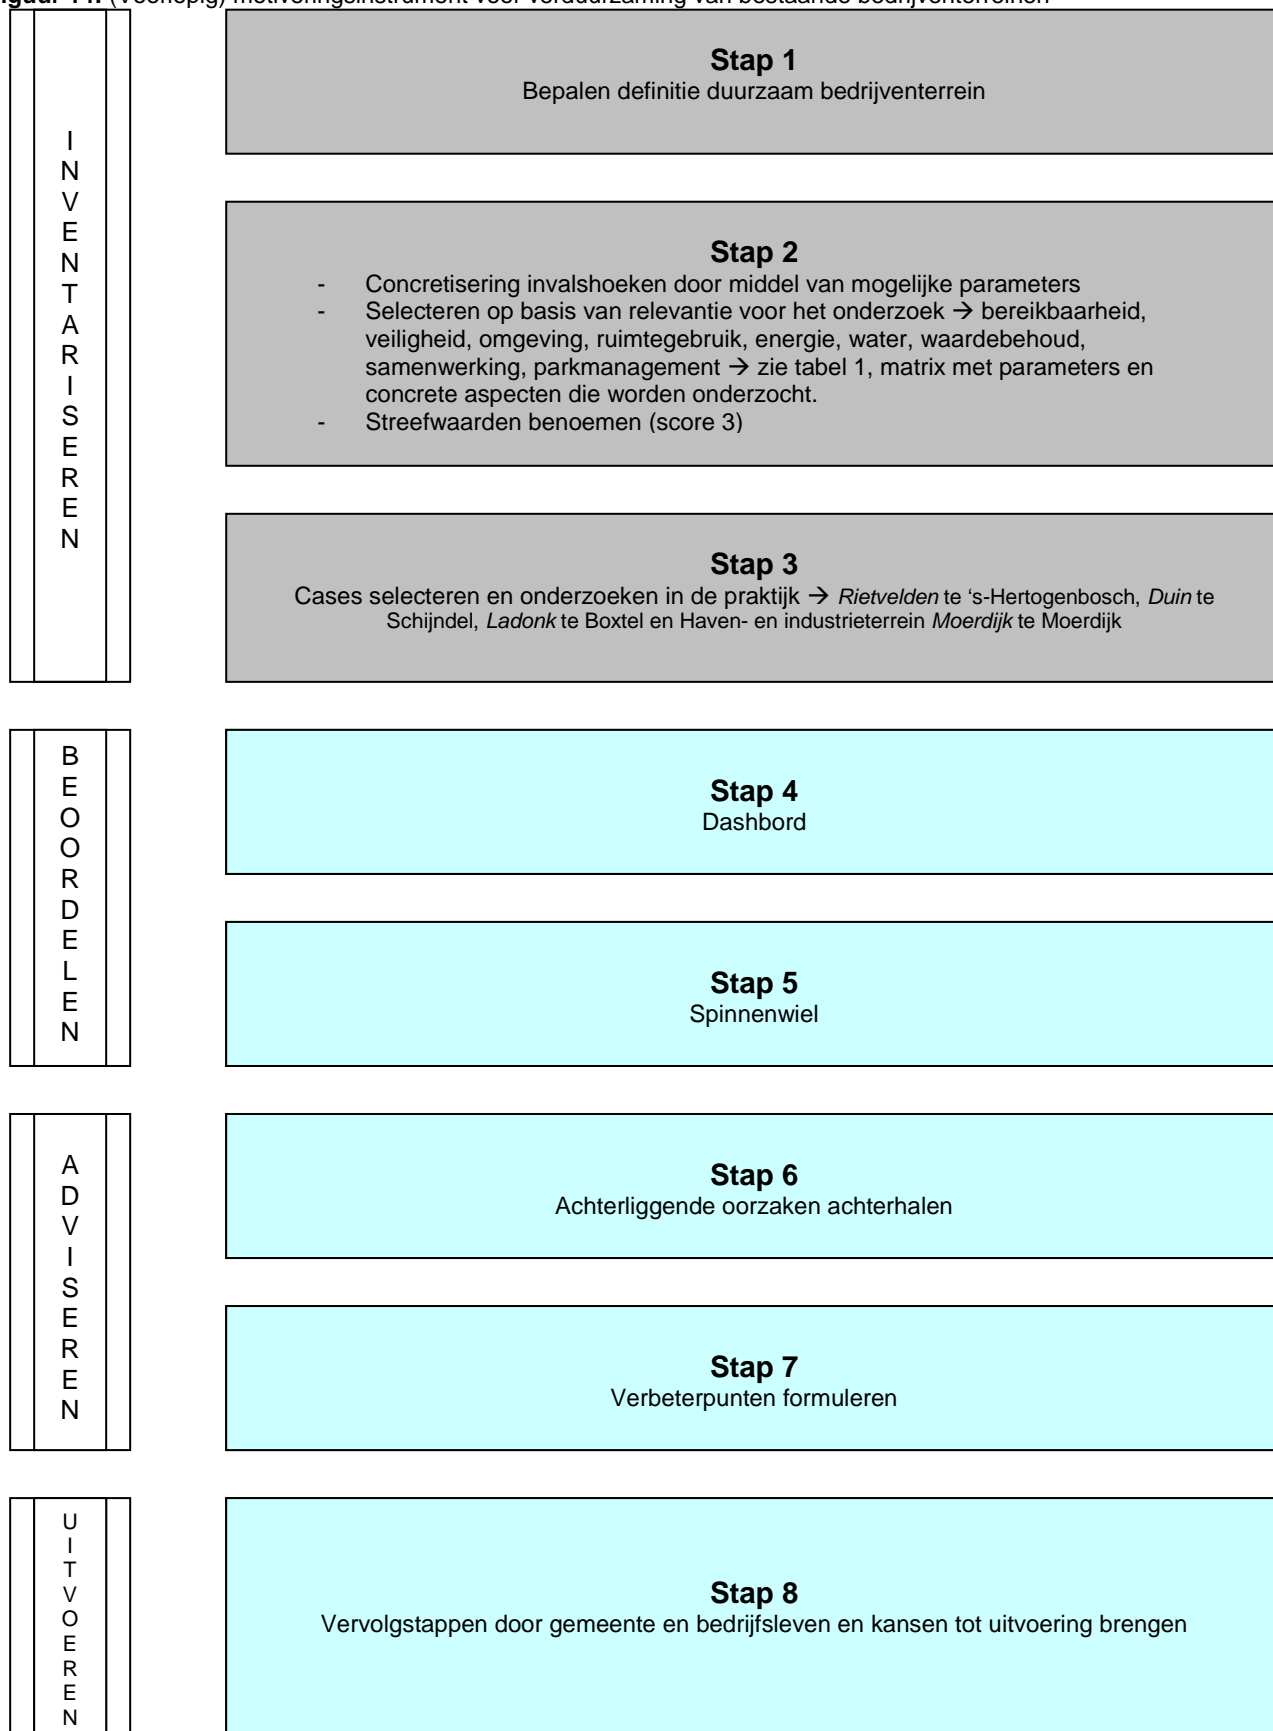 (Voorlopig) motiveringsinstrument voor verduurzaming van bestaande bedrijventerreinen
INVENTARISEREN
Stap 1
Bepalen definitie duurzaam bedrijventerrein
Stap 2
- Concretisering invalshoeken door middel van mogelijke parameters
- Selecteren op basis van relevantie voor het onderzoek → bereikbaarheid,
veiligheid, omgeving, ruimtegebruik, energie, water, waardebehoud,
samenwerking, parkmanagement → zie tabel 1, matrix met parameters en
concrete aspecten die worden onderzocht.
- Streefwaarden benoemen (score 3)
Stap 3
Cases selecteren en onderzoeken in de praktijk → Rietvelden te ‘s-Hertogenbosch, Duin te
Schijndel, Ladonk te Boxtel en Haven- en industrieterrein Moerdijk te Moerdijk
BEOORDELEN
Stap 4
Dashbord
Stap 5
Spinnenwiel
ADVISEREN
Stap 6
Achterliggende oorzaken achterhalen
Stap 7
Verbeterpunten formuleren
UITVOEREN
Stap 8
Vervolgstappen door gemeente en bedrijfsleven en kansen tot uitvoering brengen